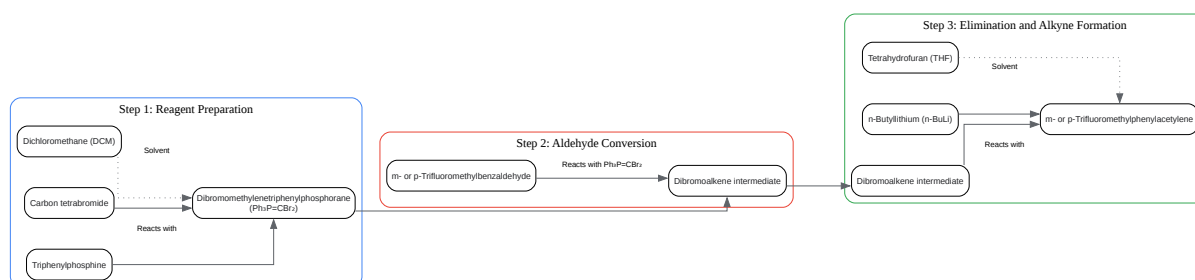 Step 1: Reagent Preparation
Dichloromethane (DCM)
Solvent
Carbon tetrabromide
Dibromomethylenetriphenylphosphorane
(Ph₃P=CBr₂)
Reacts with
Triphenylphosphine
Step 2: Aldehyde Conversion
m- or p-Trifluoromethylbenzaldehyde
Reacts with Ph₃P=CBr₂
Dibromoalkene intermediate
Step 3: Elimination and Alkyne Formation
Tetrahydrofuran (THF)
Solvent
n-Butyllithium (n-BuLi)
m- or p-Trifluoromethylphenylacetylene
Reacts with
Dibromoalkene intermediate